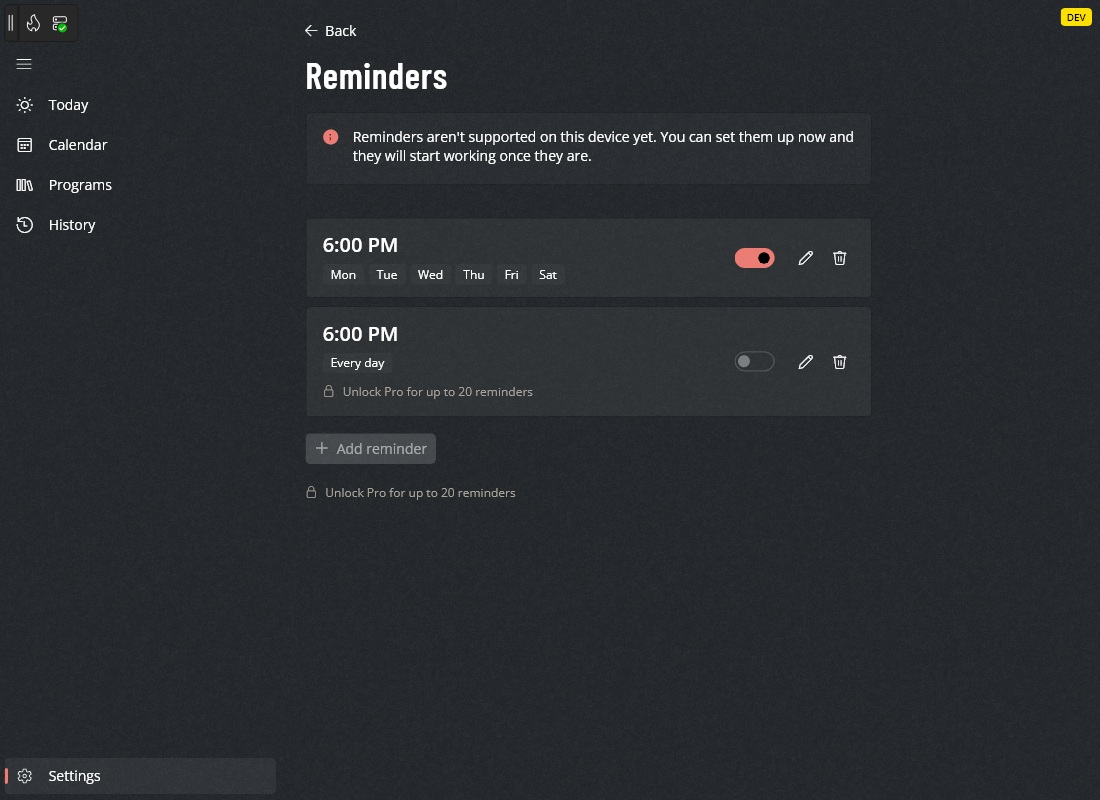 DEV
Back
Reminders
Reminders aren't supported on this device yet. You can set them up now and
they will start working once they are.
Today
Calendar
Programs
History
6:00 PM
Mon Tue Wed Thu Fri Sat
6:00 PM
Every day
Unlock Pro for up to 20 reminders
Add reminder
Unlock Pro for up to 20 reminders
Settings